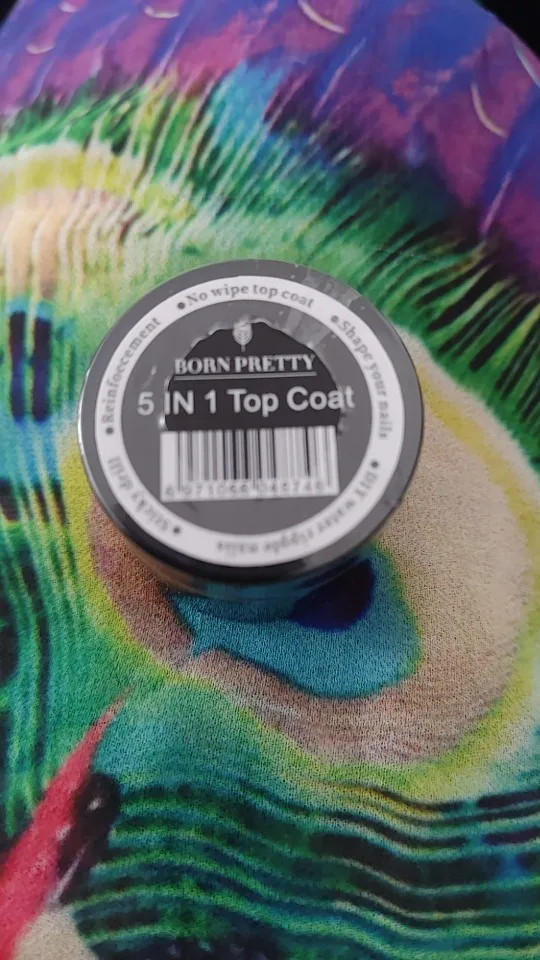 No wipe top coat
Shape your nails
DIY water ripple nails
Sticky drill
Reinfoecement
BORN PRETTY
5 IN 1 Top Coat